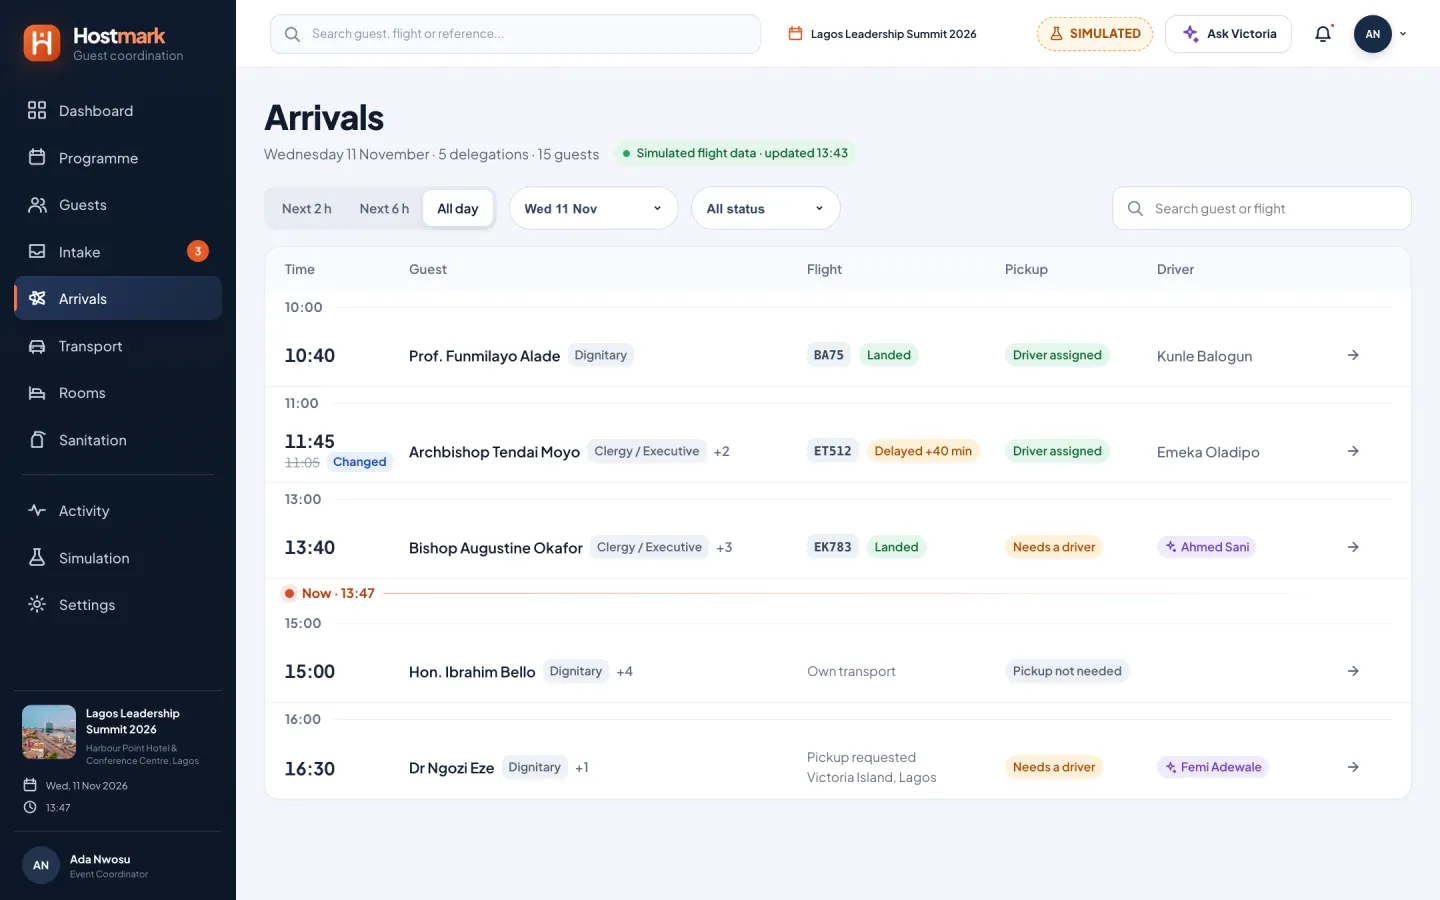 Hostmark
Guest coordination
Dashboard
Programme
Guests
Intake 3
Arrivals
Transport
Rooms
Sanitation
Activity
Simulation
Settings
Lagos Leadership
Summit 2026
Harbour Point Hotel &
Conference Centre, Lagos
Wed, 11 Nov 2026
13:47
AN
Ada Nwosu
Event Coordinator
Search guest, flight or reference...
Lagos Leadership Summit 2026
SIMULATED
Ask Victoria
AN
Arrivals
Wednesday 11 November · 5 delegations · 15 guests
Simulated flight data · updated 13:43
Next 2 h Next 6 h All day
Wed 11 Nov
All status
Search guest or flight
Time Guest Flight Pickup Driver
10:00
10:40 Prof. Funmilayo Alade Dignitary BA75 Landed Driver assigned Kunle Balogun
11:00
11:45
11:05 Changed
Archbishop Tendai Moyo Clergy / Executive +2 ET512 Delayed +40 min Driver assigned Emeka Oladipo
13:00
13:40 Bishop Augustine Okafor Clergy / Executive +3 EK783 Landed Needs a driver Ahmed Sani
Now · 13:47
15:00
15:00 Hon. Ibrahim Bello Dignitary +4 Own transport Pickup not needed
16:00
16:30 Dr Ngozi Eze Dignitary +1
Pickup requested
Victoria Island, Lagos
Needs a driver Femi Adewale